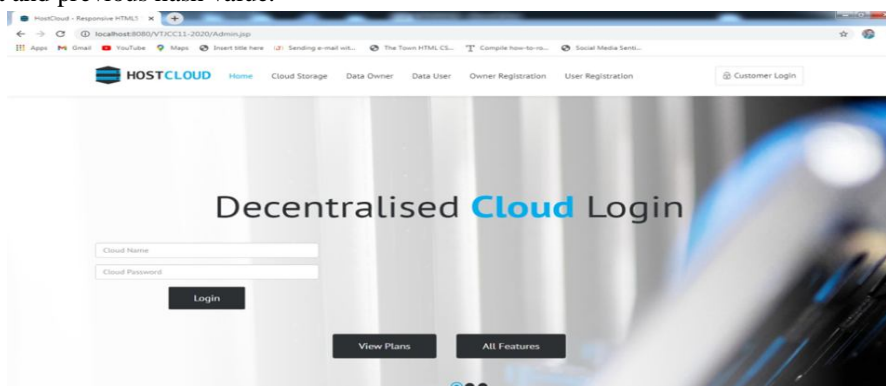 and previous hash value.
HostCloud - Responsive HTML5
localhost:8080/VTJCC11-2020/Admin.jsp
Apps Gmail YouTube Maps Insert title here Sending e-mail wit... The Town HTML CS... Compile how-to-ro... Social Media Senti...
HOSTCLOUD Home Cloud Storage Data Owner Data User Owner Registration User Registration Customer Login
Decentralised Cloud Login
Cloud Name
Cloud Password
Login
View Plans All Features